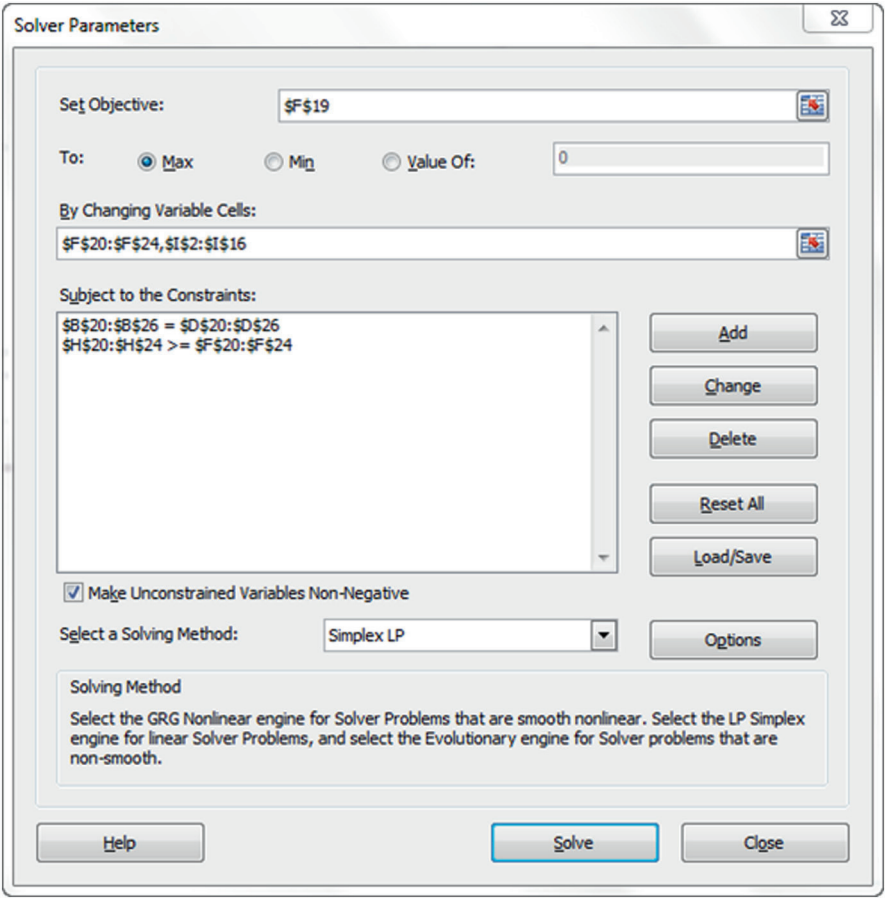 Solver Parameters
Set Objective: $F$19
To: Max Min Value Of: 0
By Changing Variable Cells:
$F$20:$F$24,$I$2:$I$16
Subject to the Constraints:
$B$20:$B$26 = $D$20:$D$26
$H$20:$H$24 >= $F$20:$F$24
Add
Change
Delete
Reset All
Load/Save
Make Unconstrained Variables Non-Negative
Select a Solving Method: Simplex LP Options
Solving Method
Select the GRG Nonlinear engine for Solver Problems that are smooth nonlinear. Select the LP Simplex
engine for linear Solver Problems, and select the Evolutionary engine for Solver problems that are
non-smooth.
Help Solve Close